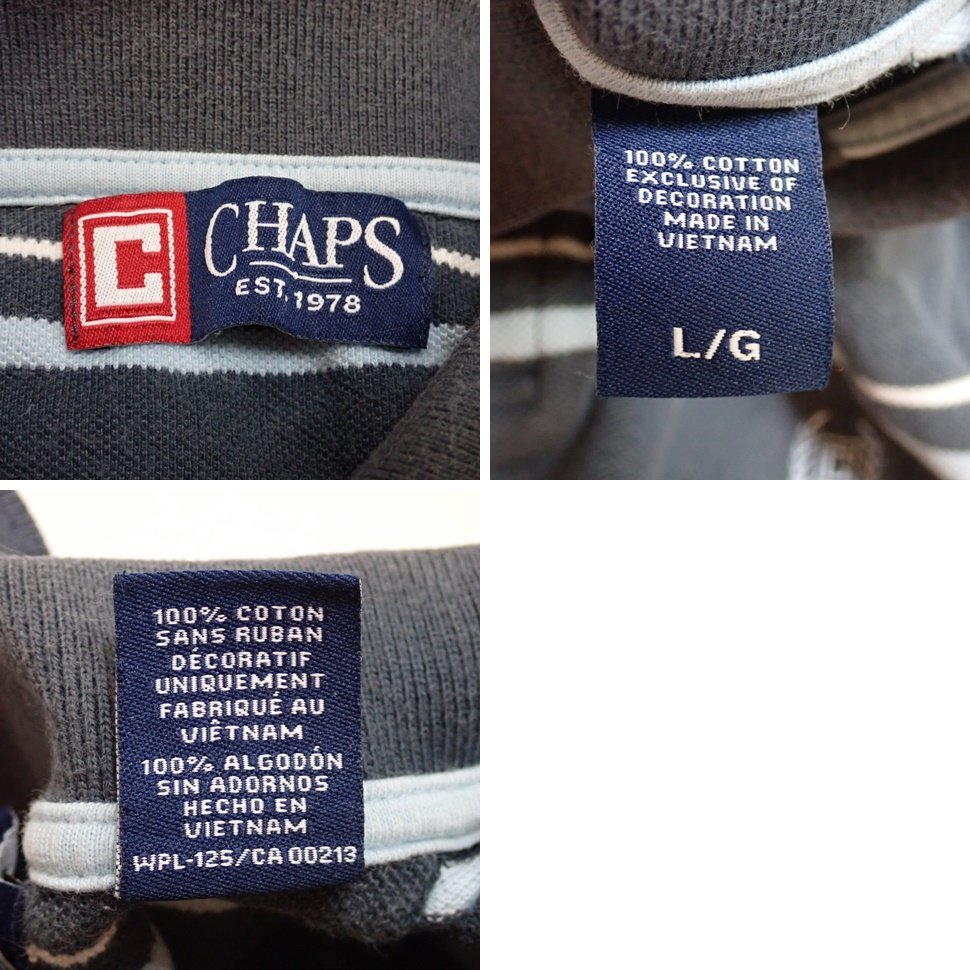 C
CHAPS
EST. 1978
100% COTTON
EXCLUSIVE OF
DECORATION
MADE IN
VIETNAM
L/G
100% COTON
SANS RUBAN
DÉCORATIF
UNIQUEMENT
FABRIQUÉ AU
VIÊTNAM
100% ALGODÓN
SIN ADORNOS
HECHO EN
VIETNAM
WPL-125/CA 00213